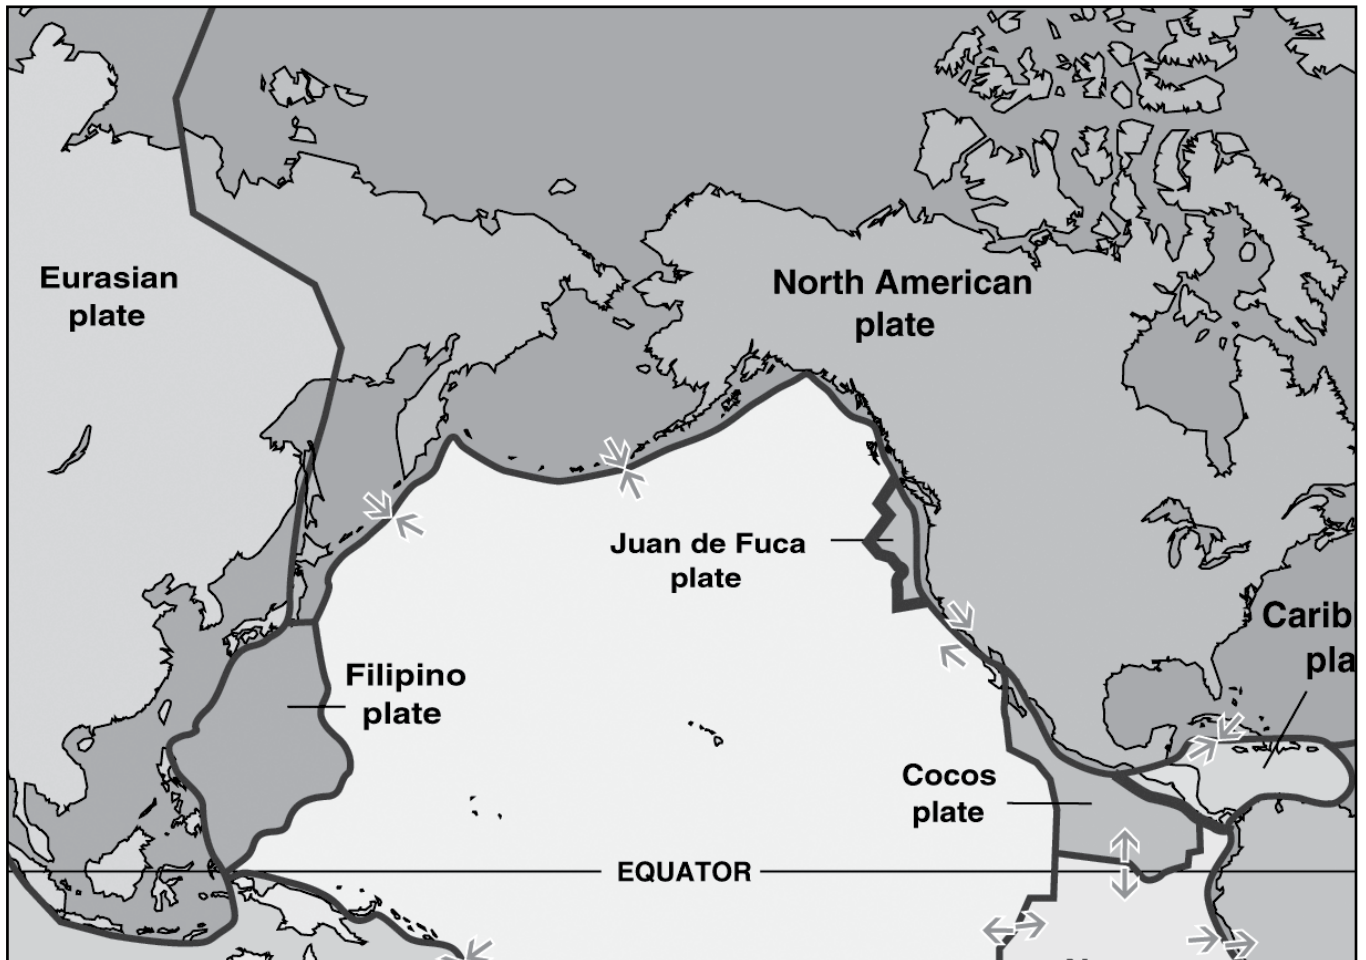 Eurasian
plate
North American
plate
Juan de Fuca
plate
Carib
pla
Filipino
plate
Cocos
plate
EQUATOR